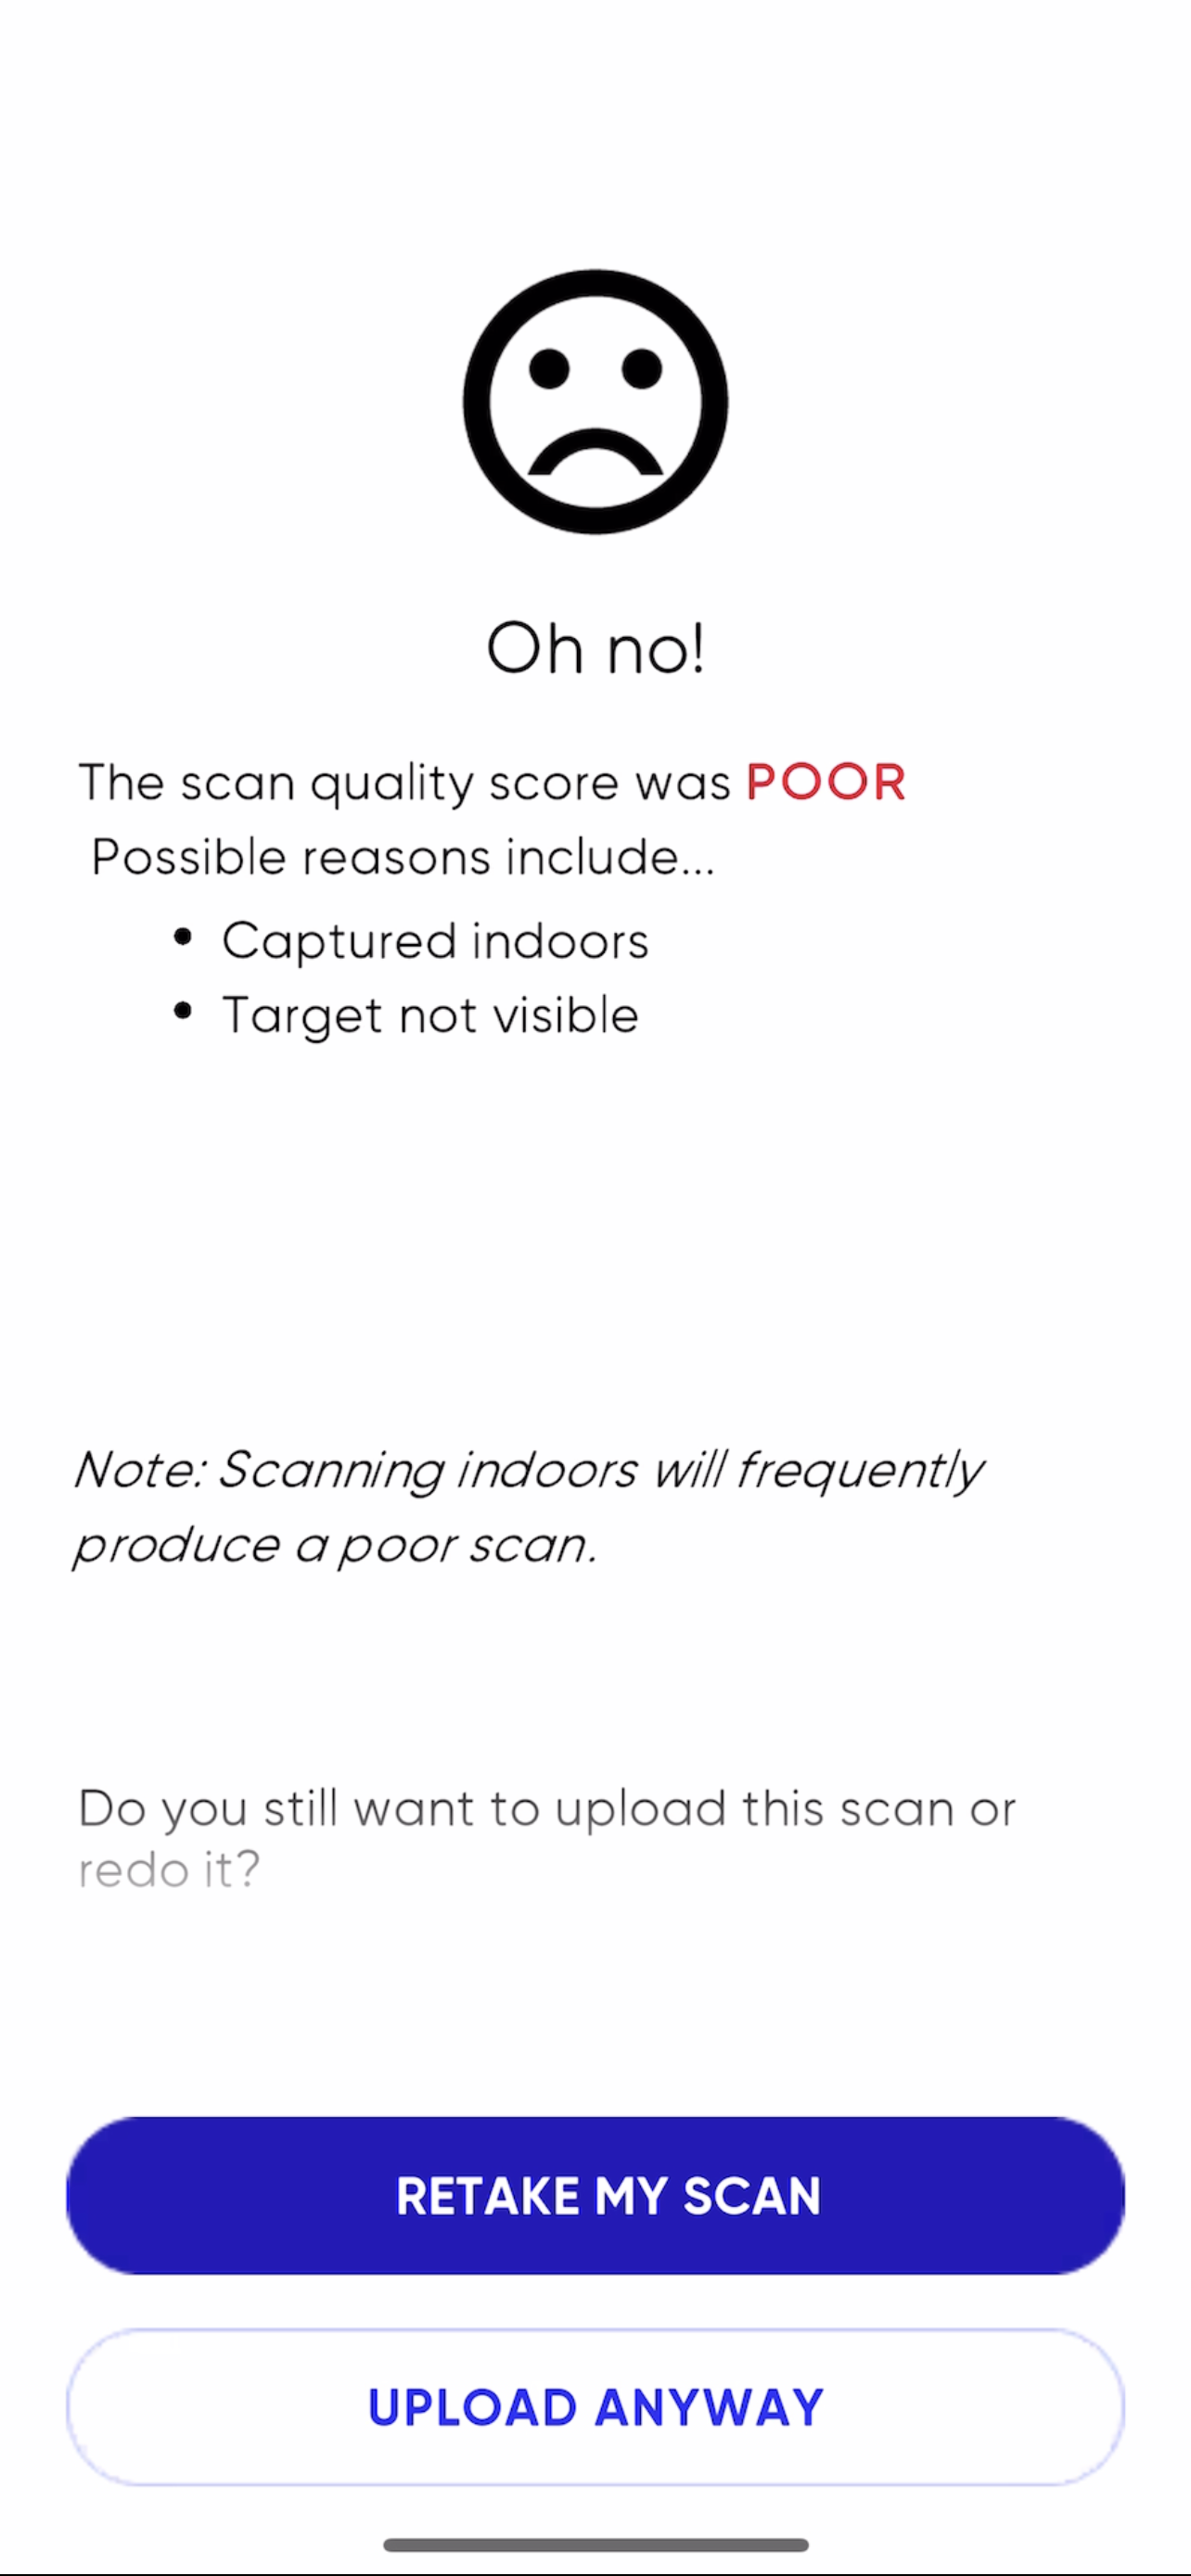 Oh no!
The scan quality score was POOR
Possible reasons include...
• Captured indoors
• Target not visible
Note: Scanning indoors will frequently
produce a poor scan.
Do you still want to upload this scan or
redo it?
RETAKE MY SCAN
UPLOAD ANYWAY